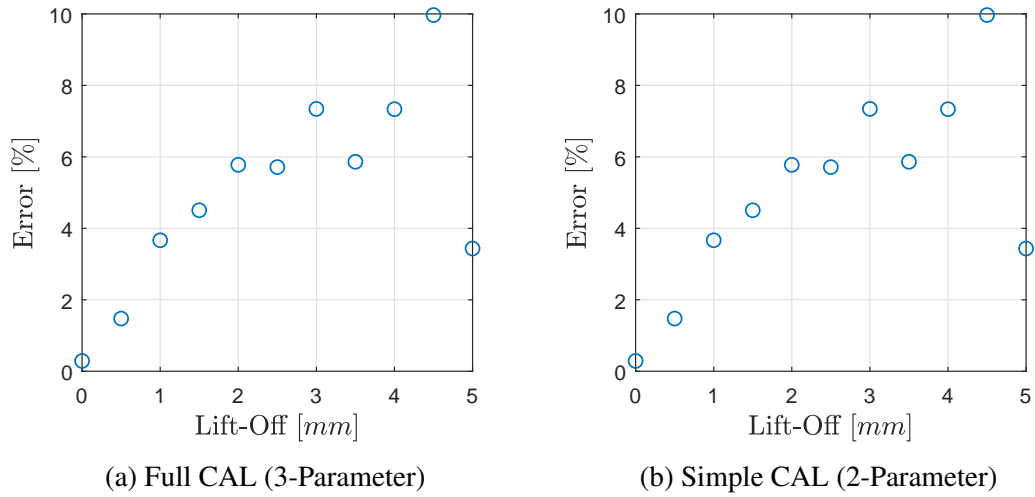 10
8
6
4
2
0
Error [%]
0 1 2 3 4 5
Lift-Off [mm]
(a) Full CAL (3-Parameter)
10
8
6
4
2
0
Error [%]
0 1 2 3 4 5
Lift-Off [mm]
(b) Simple CAL (2-Parameter)